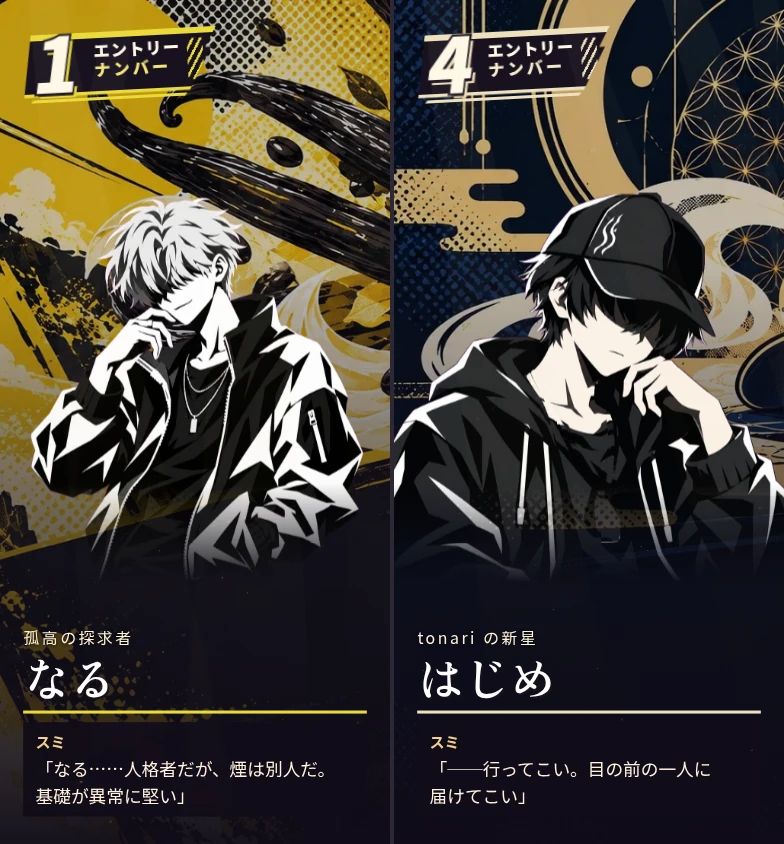 1 エントリー
ナンバー
孤高の探求者
なる
スミ
「なる……人格者だが、煙は別人だ。
基礎が異常に堅い」
4 エントリー
ナンバー
tonari の新星
はじめ
スミ
「──行ってこい。目の前の一人に
届けてこい」